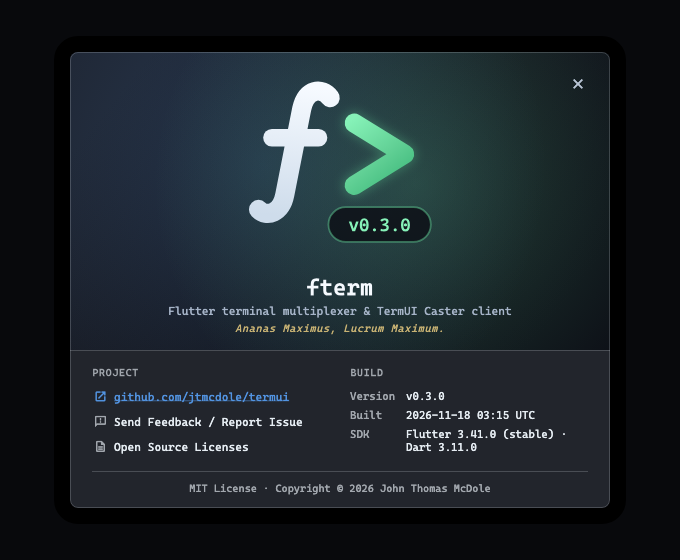 f>
v0.3.0
fterm
Flutter terminal multiplexer & TermUI Caster client
Ananas Maximus, Lucrum Maximum.
PROJECT
github.com/jtmcdole/termui
Send Feedback / Report Issue
Open Source Licenses
BUILD
Version v0.3.0
Built 2026-11-18 03:15 UTC
SDK Flutter 3.41.0 (stable) ·
Dart 3.11.0
MIT License · Copyright © 2026 John Thomas McDole